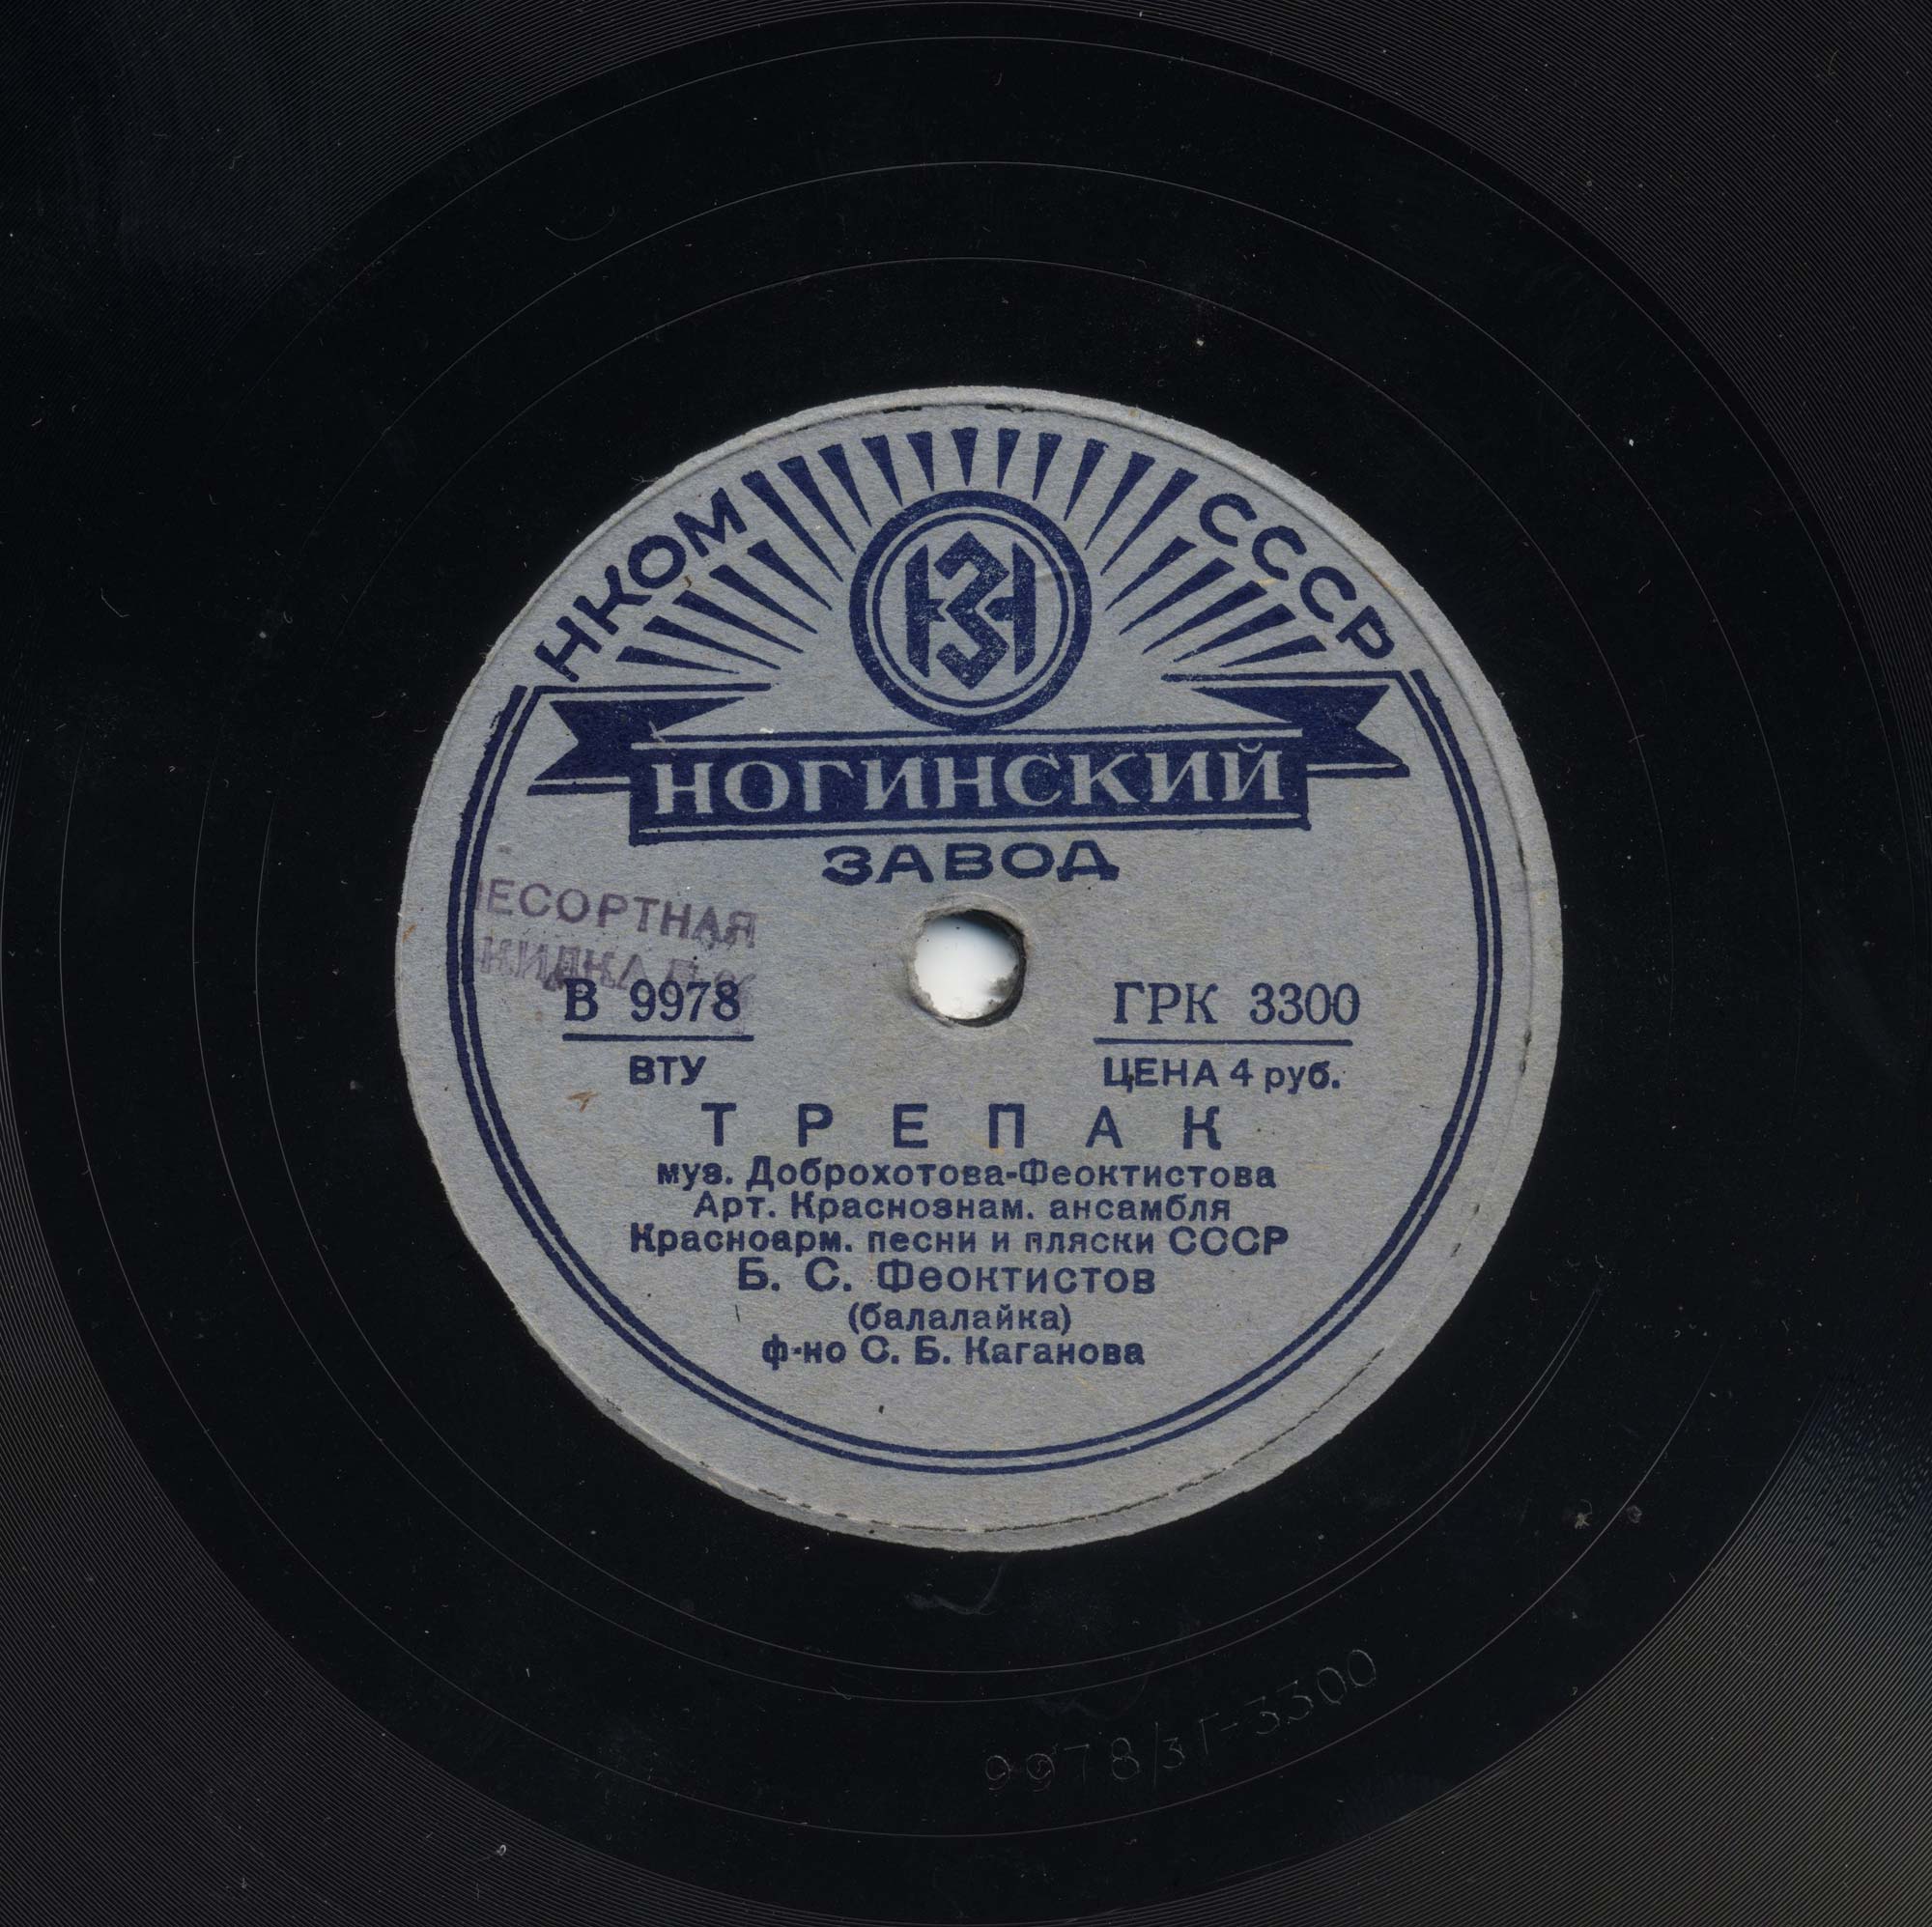 НКОМ СССР
НЗН
НОГИНСКИЙ
ЗАВОД
В 9978
ГРК 3300
ВТУ
ЦЕНА 4 руб.
ТРЕПАК
муз. Доброхотова-Феоктистова
Арт. Краснознам. ансамбля
Красноарм. песни и пляски СССР
Б. С. Феоктистов
(балалайка)
ф-но С. Б. Каганова
9978/3Г-3300